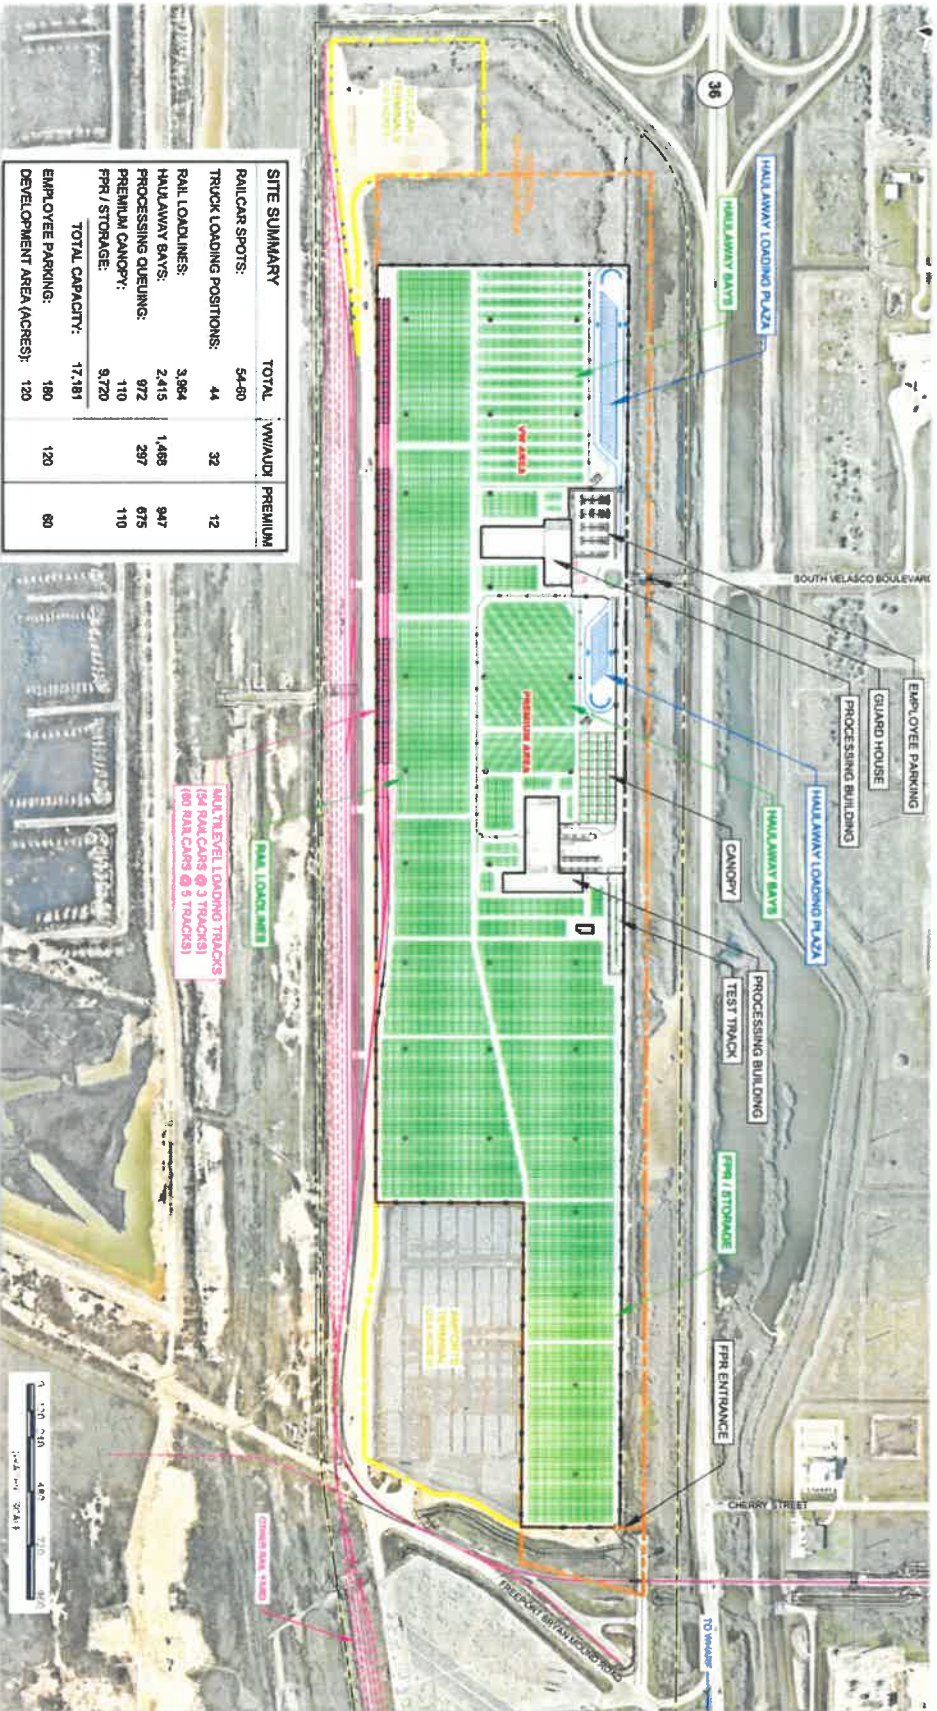 36
HAULAWAY LOADING PLAZA
HAULAWAY BAYS
SOUTH VELASCO BOULEVARD
EMPLOYEE PARKING
GUARD HOUSE
PROCESSING BUILDING
HAULAWAY LOADING PLAZA
HAULAWAY BAYS
CANOPY
PROCESSING BUILDING
TEST TRACK
FPR / STORAGE
FPR ENTRANCE
CHERRY STREET
TO WHARF
VW AREA
PREMIUM AREA
FREEPORT BRYAN MOUND ROAD
RAIL LOADLINES
MULTILEVEL LOADING TRACKS
(54 RAILCARS @ 3 TRACKS)
(60 RAILCARS @ 5 TRACKS)
OTHER RAIL YARD
SITE SUMMARY TOTAL VW/AUDI PREMIUM
RAILCAR SPOTS: 54-60
TRUCK LOADING POSITIONS: 44 32 12
RAIL LOADLINES: 3,964
HAULAWAY BAYS: 2,415 1,468 947
PROCESSING QUEUING: 972 297 675
PREMIUM CANOPY: 110 110
FPR / STORAGE: 9,720
TOTAL CAPACITY: 17,181
EMPLOYEE PARKING: 180 120 60
DEVELOPMENT AREA (ACRES): 120